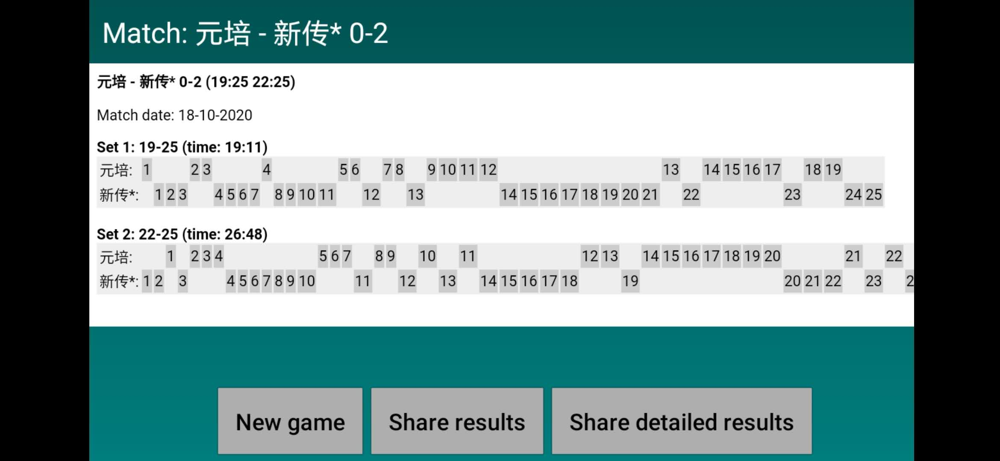 Match: 元培 - 新传* 0-2
元培 - 新传* 0-2 (19:25 22:25)
Match date: 18-10-2020
Set 1: 19-25 (time: 19:11)
元培: 1 2 3 4 5 6 7 8 9 10 11 12 13 14 15 16 17 18 19
新传*: 1 2 3 4 5 6 7 8 9 10 11 12 13 14 15 16 17 18 19 20 21 22 23 24 25
Set 2: 22-25 (time: 26:48)
元培: 1 2 3 4 5 6 7 8 9 10 11 12 13 14 15 16 17 18 19 20 21 22
新传*: 1 2 3 4 5 6 7 8 9 10 11 12 13 14 15 16 17 18 19 20 21 22 23
New game
Share results
Share detailed results